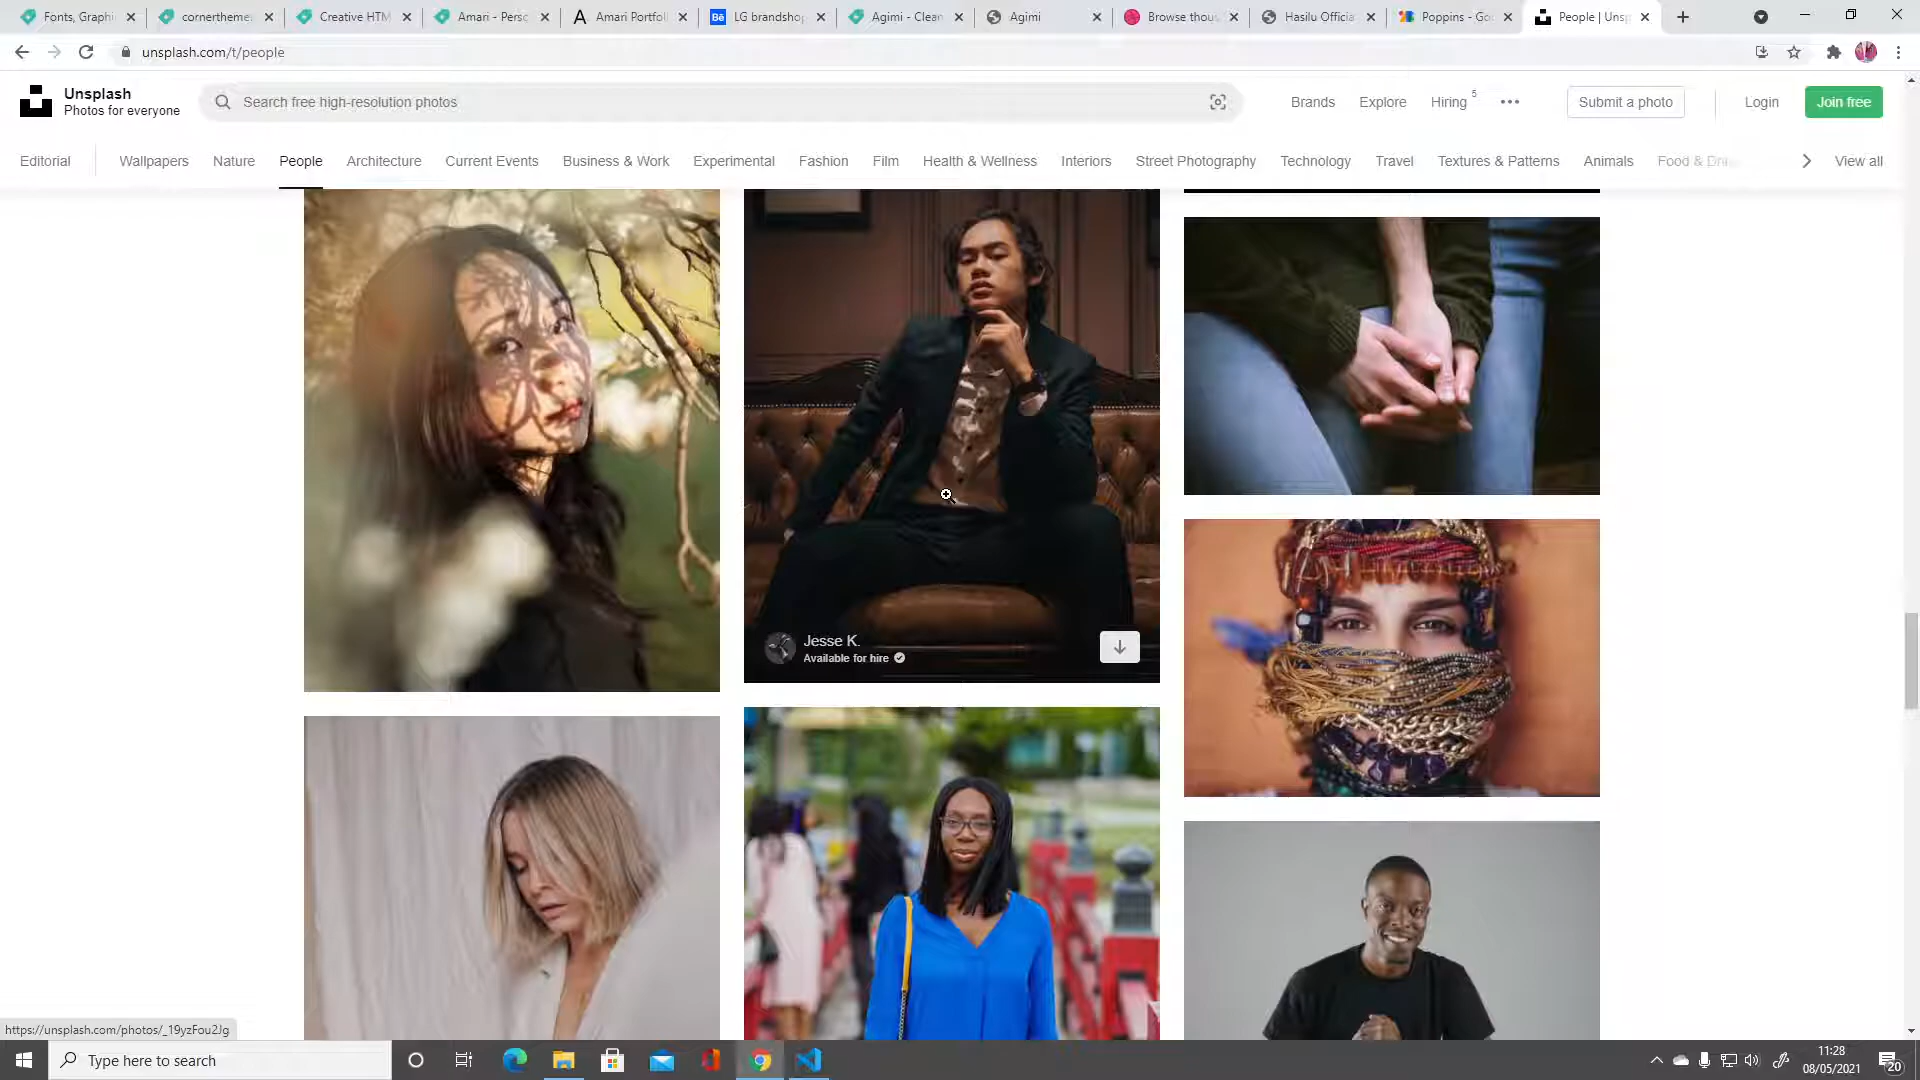 Fonts, Graphi
cornertheme
Creative HTM
Amari - Perso
Amari Portfoli
LG brandshop
Agimi - Clean
Agimi
Browse thous
Hasilu Officia
Poppins - Goo
People | Unsp
unsplash.com/t/people
Unsplash
Photos for everyone
Search free high-resolution photos
Brands
Explore
Hiring 5
Submit a photo
Login
Join free
Editorial
Wallpapers
Nature
People
Architecture
Current Events
Business & Work
Experimental
Fashion
Film
Health & Wellness
Interiors
Street Photography
Technology
Travel
Textures & Patterns
Animals
Food & Drink
View all
Jesse K.
Available for hire
https://unsplash.com/photos/_19yzFou2Jg
Type here to search
11:28
08/05/2021
20